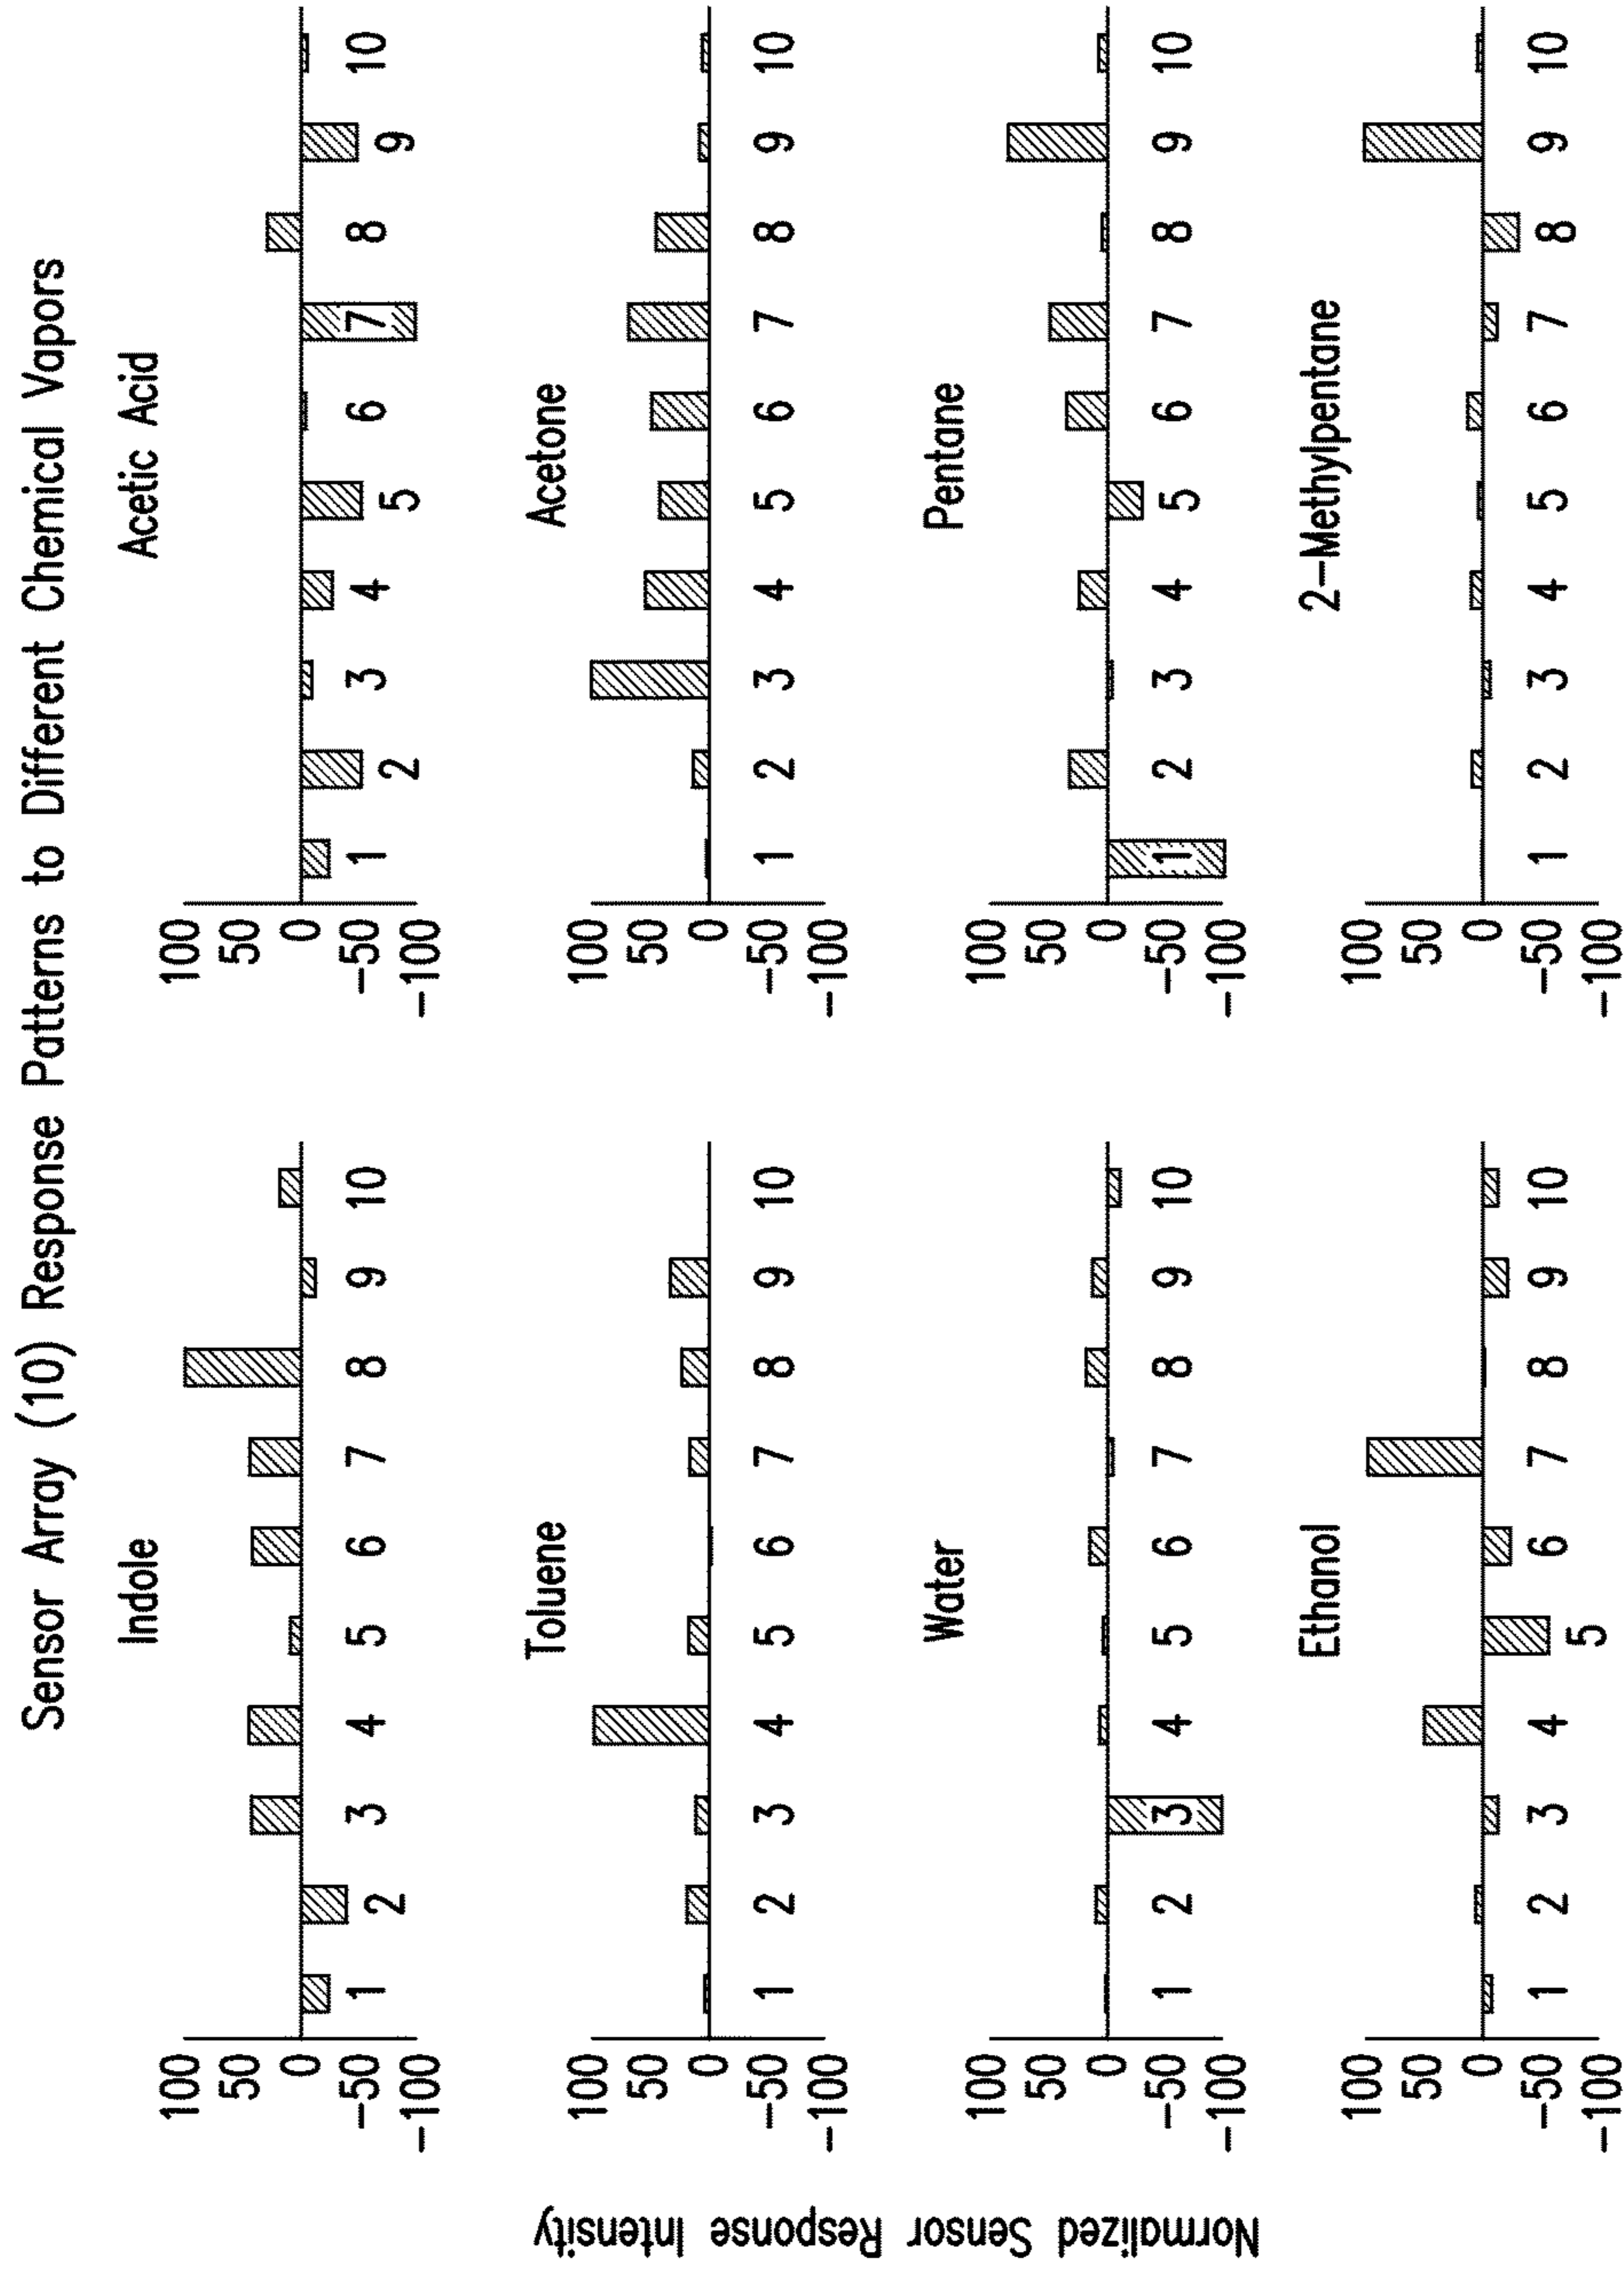 Sensor Array (10) Response Patterns to Different Chemical Vapors
Normalized Sensor Response Intensity
Indole
100
50
0
-50
-100
1 2 3 4 5 6 7 8 9 10
Acetic Acid
100
50
0
-50
-100
1 2 3 4 5 6 7 8 9 10
Toluene
100
50
0
-50
-100
1 2 3 4 5 6 7 8 9 10
Acetone
100
50
0
-50
-100
1 2 3 4 5 6 7 8 9 10
Water
100
50
0
-50
-100
1 2 3 4 5 6 7 8 9 10
Pentane
100
50
0
-50
-100
1 2 3 4 5 6 7 8 9 10
Ethanol
100
50
0
-50
-100
1 2 3 4 5 6 7 8 9 10
2-Methylpentane
100
50
0
-50
-100
1 2 3 4 5 6 7 8 9 10